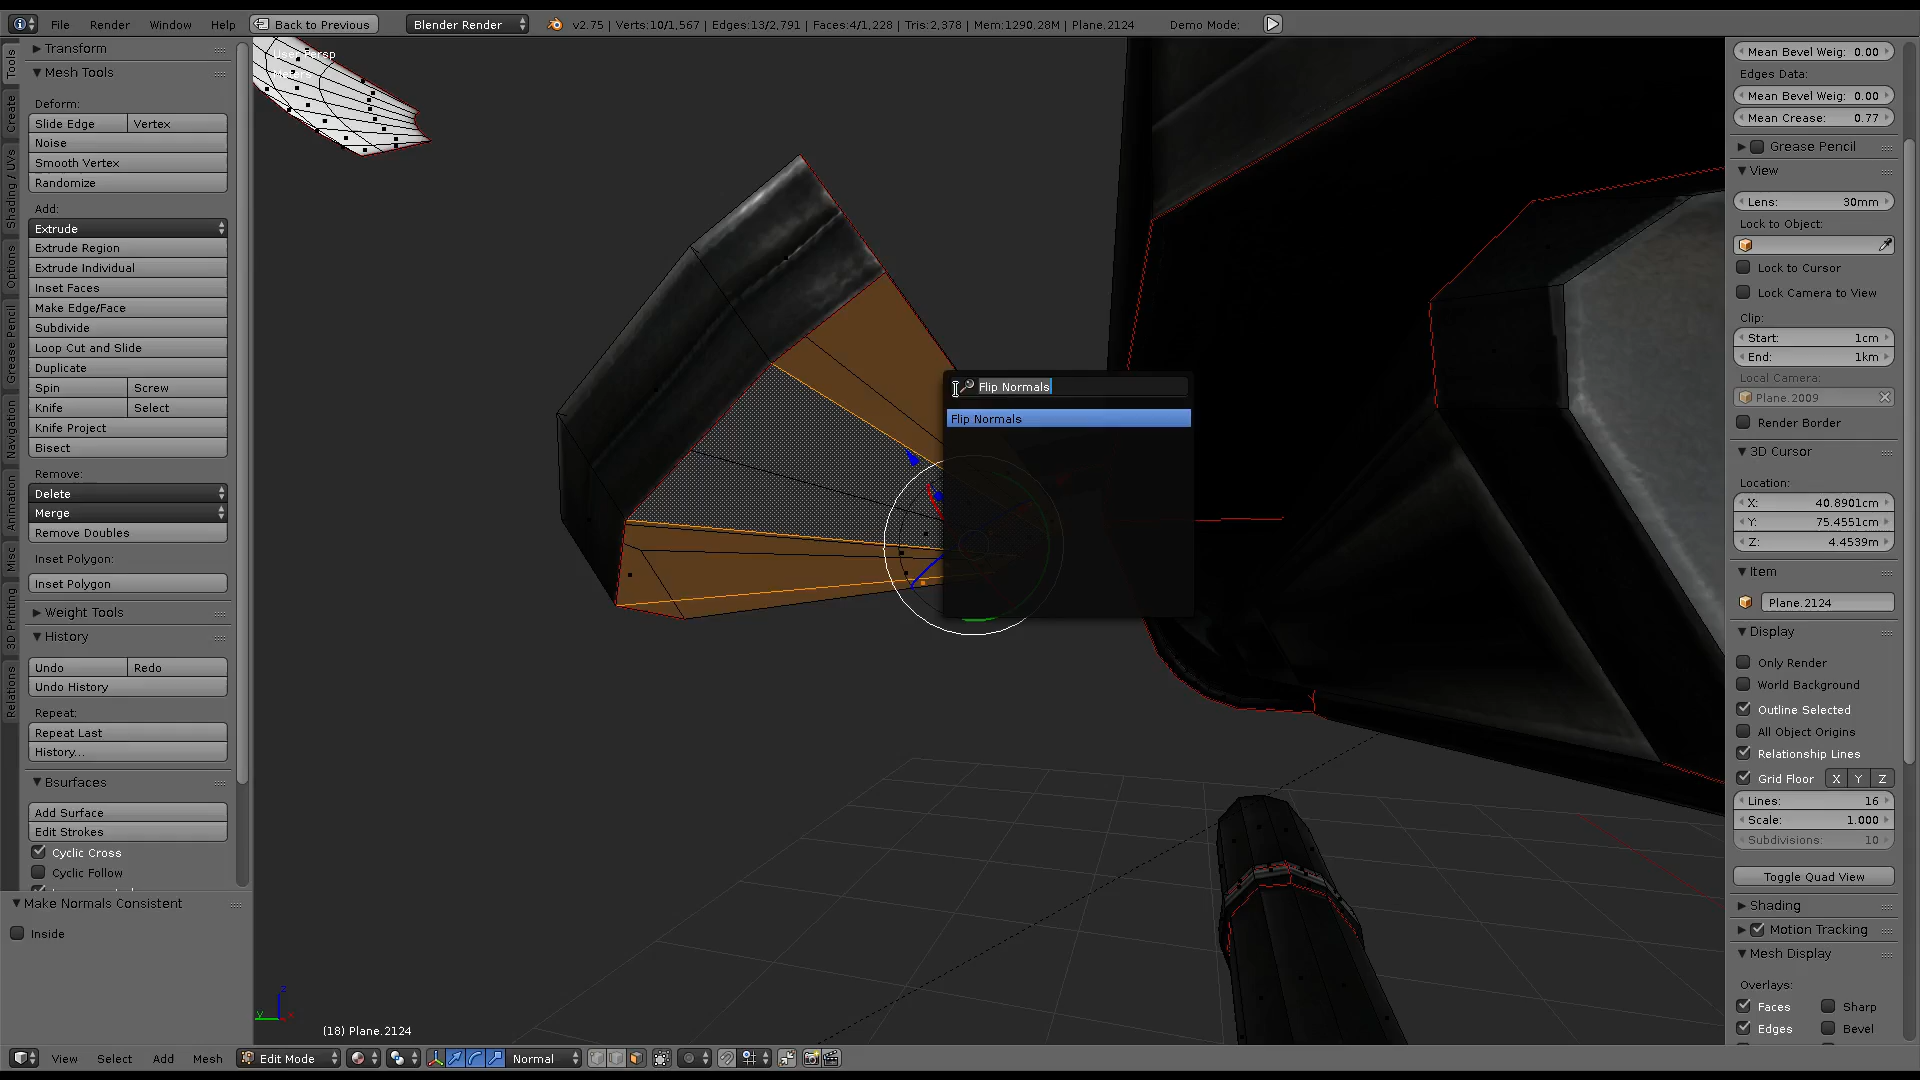 File Render Window Help Back to Previous Blender Render v2.75 | Verts:10/1,567 | Edges:13/2,791 | Faces:4/1,228 | Tris:2,378 | Mem:1290.28M | Plane.2124 Demo Mode:
Tools
Create
Shading / UVs
Options
Grease Pencil
Navigation
Animation
Misc
3D Printing
Relations
Transform
Mesh Tools
Deform:
Slide Edge Vertex
Noise
Smooth Vertex
Randomize
Add:
Extrude
Extrude Region
Extrude Individual
Inset Faces
Make Edge/Face
Subdivide
Loop Cut and Slide
Duplicate
Spin Screw
Knife Select
Knife Project
Bisect
Remove:
Delete
Merge
Remove Doubles
Inset Polygon:
Inset Polygon
Weight Tools
History
Undo Redo
Undo History
Repeat:
Repeat Last
History...
Bsurfaces
Add Surface
Edit Strokes
Cyclic Cross
Cyclic Follow
Make Normals Consistent
Inside
User Persp
Flip Normals
Flip Normals
(18) Plane.2124
z
y x
Mean Bevel Weig: 0.00
Edges Data:
Mean Bevel Weig: 0.00
Mean Crease: 0.77
Grease Pencil
View
Lens: 30mm
Lock to Object:
Lock to Cursor
Lock Camera to View
Clip:
Start: 1cm
End: 1km
Local Camera:
Plane.2009
Render Border
3D Cursor
Location:
X: 40.8901cm
Y: 75.4551cm
Z: 4.4539m
Item
Plane.2124
Display
Only Render
World Background
Outline Selected
All Object Origins
Relationship Lines
Grid Floor X Y Z
Lines: 16
Scale: 1.000
Subdivisions: 10
Toggle Quad View
Shading
Motion Tracking
Mesh Display
Overlays:
Faces Sharp
Edges Bevel
View Select Add Mesh Edit Mode Normal